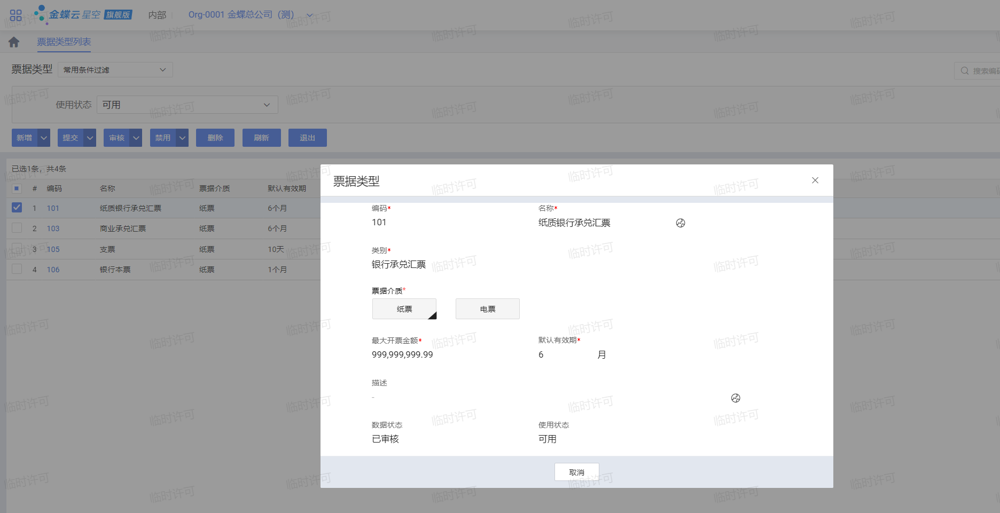 金蝶云 星空 旗舰版 内部 Org-0001 金蝶总公司（测）
票据类型列表
票据类型 常用条件过滤 搜索编码
使用状态 可用
新增 提交 审核 禁用 删除 刷新 退出
已选1条，共4条
# 编码 名称 票据介质 默认有效期
1 101 纸质银行承兑汇票 纸票 6个月
2 103 商业承兑汇票 纸票 6个月
3 105 支票 纸票 10天
4 106 银行本票 纸票 1个月
票据类型
编码* 名称*
101 纸质银行承兑汇票
类别*
银行承兑汇票
票据介质*
纸票 电票
最大开票金额* 默认有效期*
999,999,999.99 6 月
描述
-
数据状态 使用状态
已审核 可用
取消
临时许可